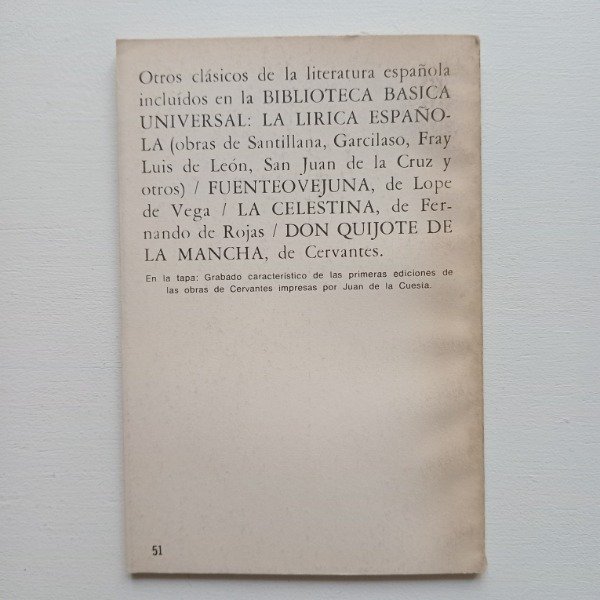 Otros clásicos de la literatura española
incluídos en la BIBLIOTECA BASICA
UNIVERSAL: LA LIRICA ESPAÑO-
LA (obras de Santillana, Garcilaso, Fray
Luis de León, San Juan de la Cruz y
otros) / FUENTEOVEJUNA, de Lope
de Vega / LA CELESTINA, de Fer-
nando de Rojas / DON QUIJOTE DE
LA MANCHA, de Cervantes.
En la tapa: Grabado característico de las primeras ediciones de
las obras de Cervantes impresas por Juan de la Cuesta.
51